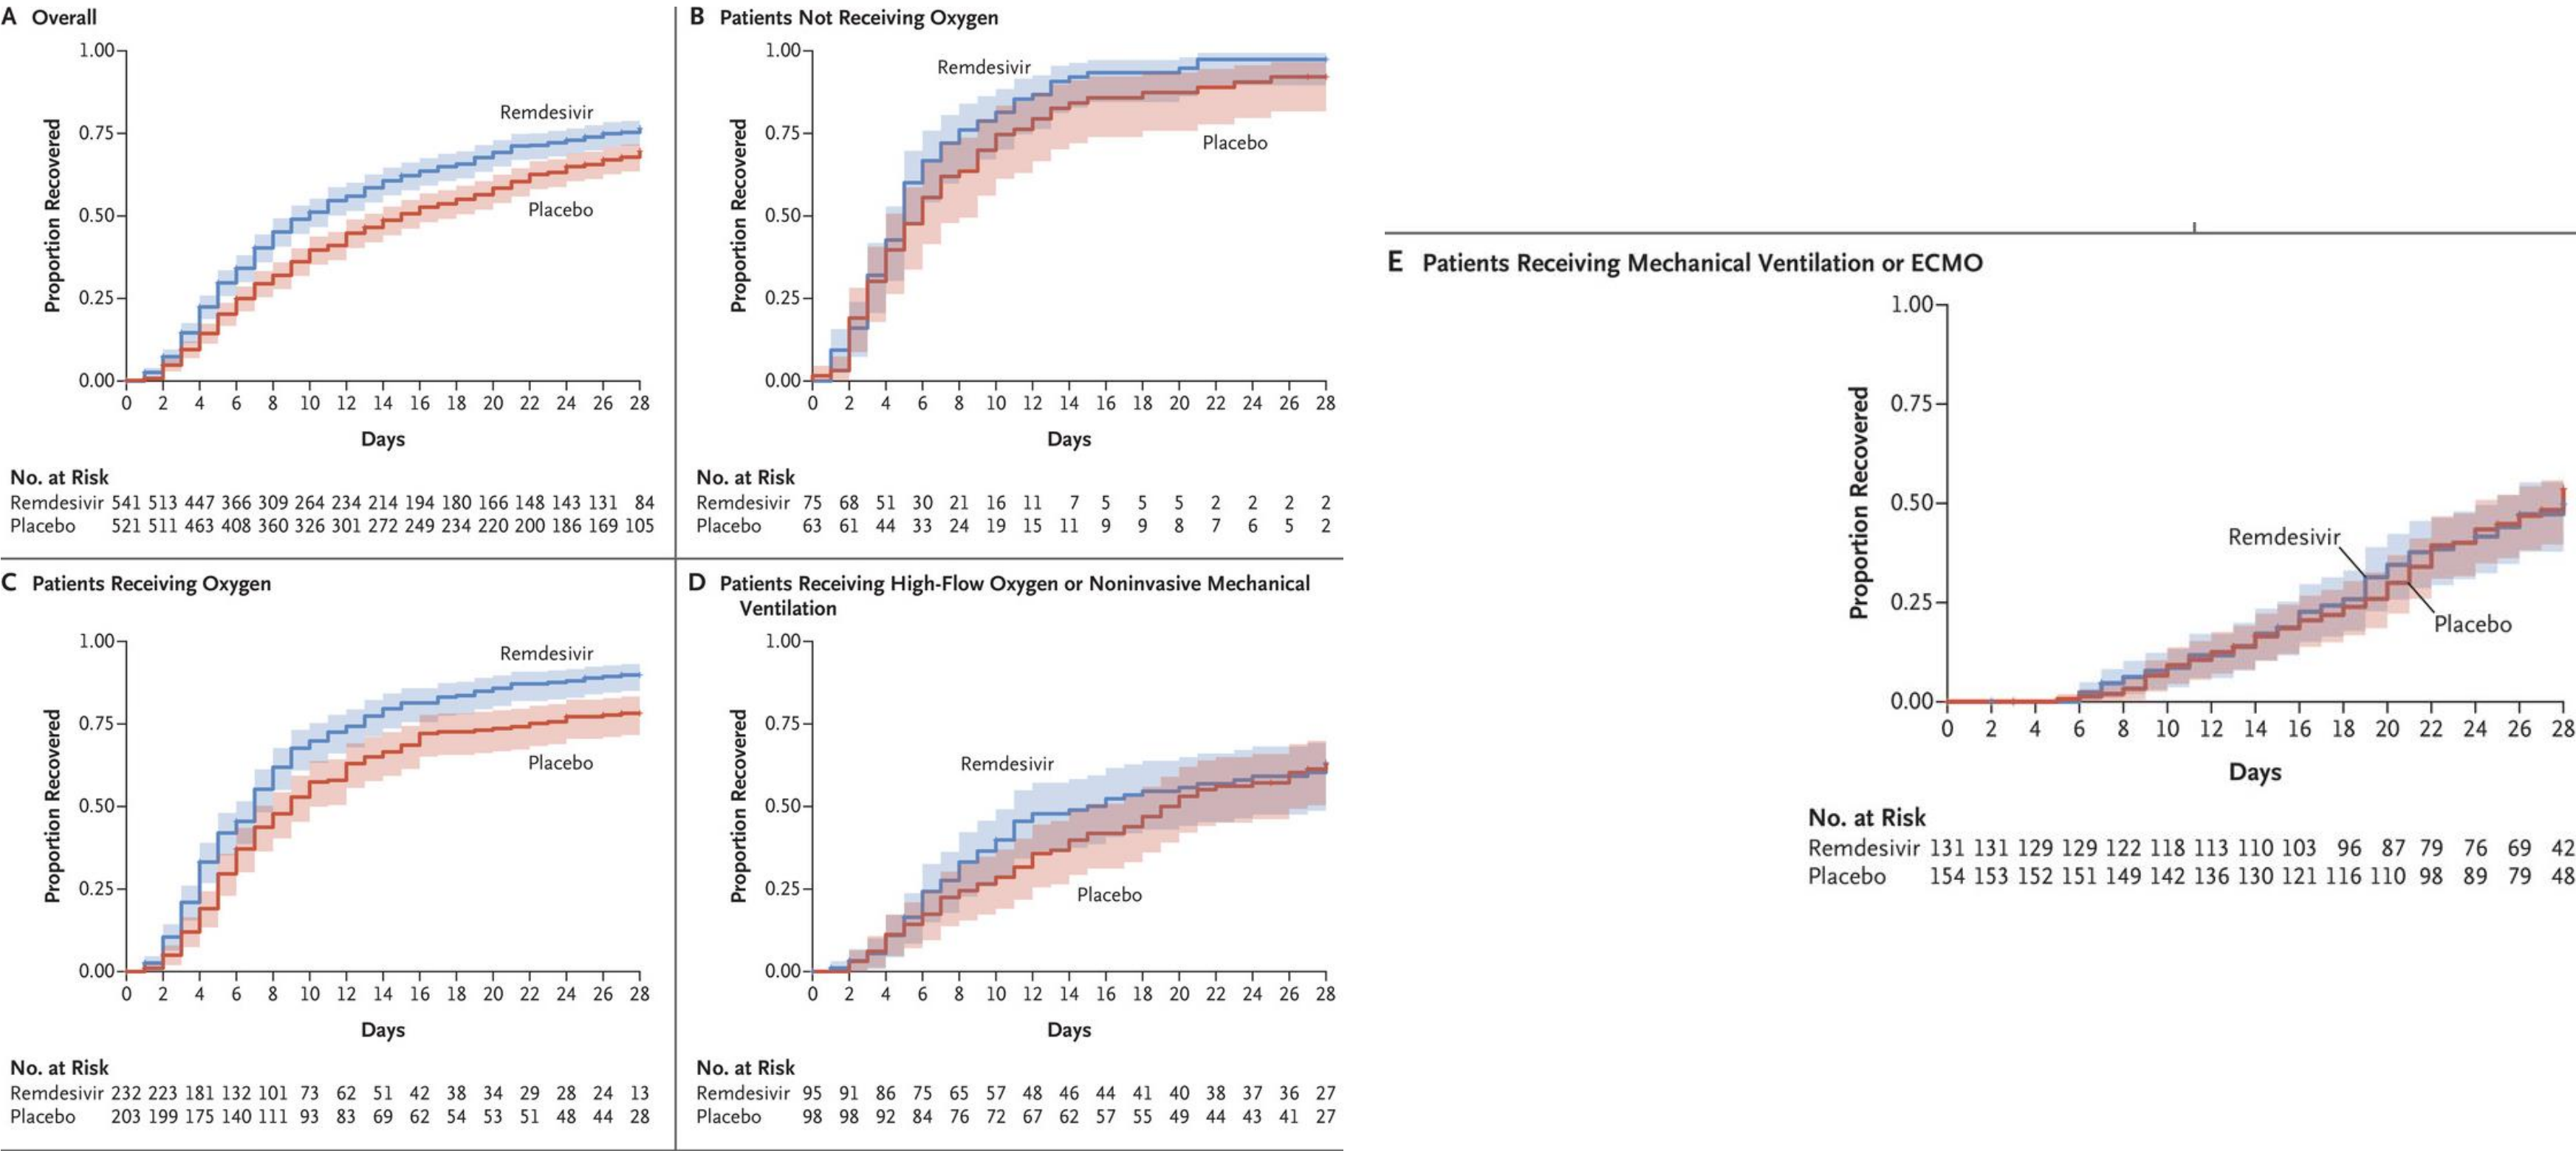 A Overall
1.00
0.75
0.50
0.25
0.00
Proportion Recovered
Remdesivir
Placebo
0 2 4 6 8 10 12 14 16 18 20 22 24 26 28
Days
No. at Risk
Remdesivir 541 513 447 366 309 264 234 214 194 180 166 148 143 131 84
Placebo 521 511 463 408 360 326 301 272 249 234 220 200 186 169 105
B Patients Not Receiving Oxygen
1.00
0.75
0.50
0.25
0.00
Proportion Recovered
Remdesivir
Placebo
0 2 4 6 8 10 12 14 16 18 20 22 24 26 28
Days
No. at Risk
Remdesivir 75 68 51 30 21 16 11 7 5 5 5 2 2 2 2
Placebo 63 61 44 33 24 19 15 11 9 9 8 7 6 5 2
C Patients Receiving Oxygen
1.00
0.75
0.50
0.25
0.00
Proportion Recovered
Remdesivir
Placebo
0 2 4 6 8 10 12 14 16 18 20 22 24 26 28
Days
No. at Risk
Remdesivir 232 223 181 132 101 73 62 51 42 38 34 29 28 24 13
Placebo 203 199 175 140 111 93 83 69 62 54 53 51 48 44 28
D Patients Receiving High-Flow Oxygen or Noninvasive Mechanical
Ventilation
1.00
0.75
0.50
0.25
0.00
Proportion Recovered
Remdesivir
Placebo
0 2 4 6 8 10 12 14 16 18 20 22 24 26 28
Days
No. at Risk
Remdesivir 95 91 86 75 65 57 48 46 44 41 40 38 37 36 27
Placebo 98 98 92 84 76 72 67 62 57 55 49 44 43 41 27
E Patients Receiving Mechanical Ventilation or ECMO
1.00
0.75
0.50
0.25
0.00
Proportion Recovered
Remdesivir
Placebo
0 2 4 6 8 10 12 14 16 18 20 22 24 26 28
Days
No. at Risk
Remdesivir 131 131 129 129 122 118 113 110 103 96 87 79 76 69 42
Placebo 154 153 152 151 149 142 136 130 121 116 110 98 89 79 48